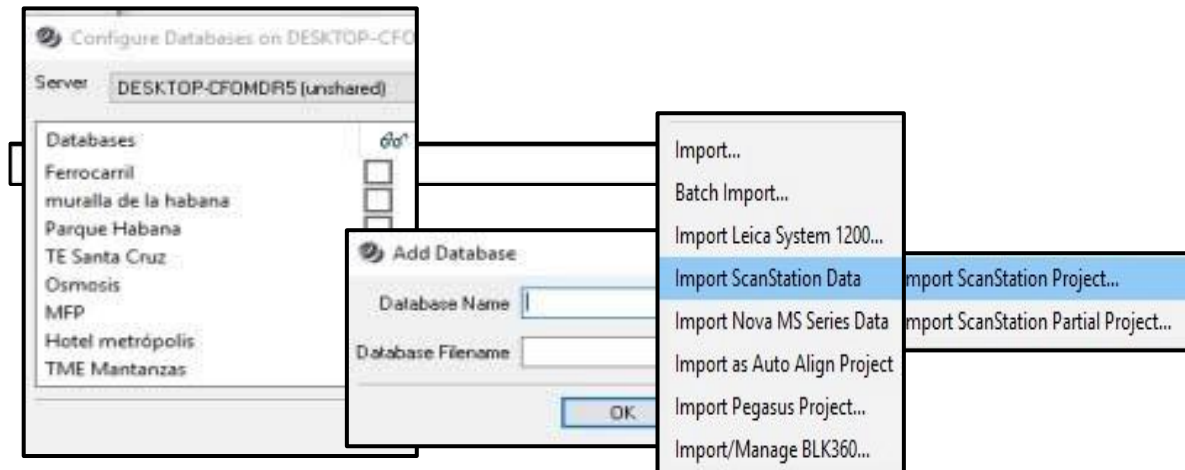 Configure Databases on DESKTOP-CFO
Server DESKTOP-CFOMDR5 (unshared)
Databases
Ferrocarril
muralla de la habana
Parque Habana
TE Santa Cruz
Osmosis
MFP
Hotel metrópolis
TME Mantanzas
Add Database
Database Name
Database Filename
OK
Import...
Batch Import...
Import Leica System 1200...
Import ScanStation Data
Import Nova MS Series Data
Import as Auto Align Project
Import Pegasus Project...
Import/Manage BLK360...
mport ScanStation Project...
mport ScanStation Partial Project...